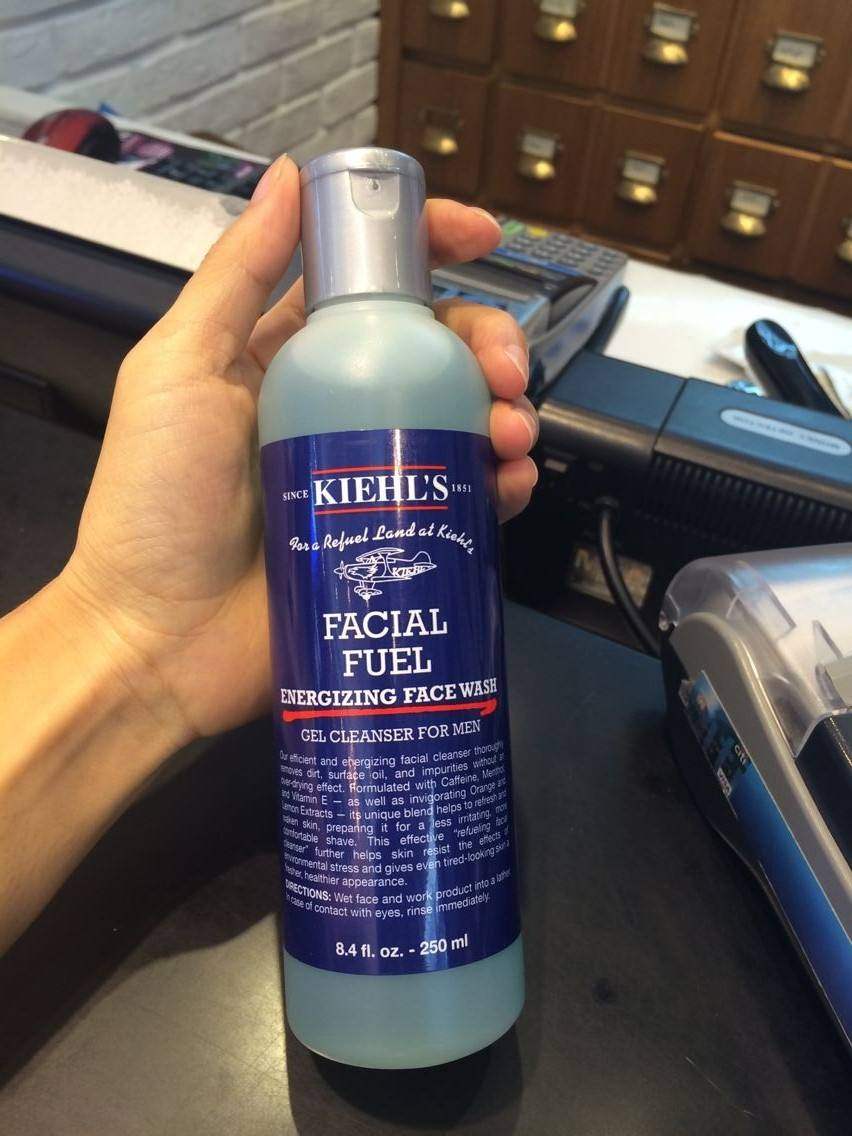 SINCE KIEHL'S 1851
For a Refuel Land at Kiehl's
KIEHL'S
FACIAL
FUEL
ENERGIZING FACE WASH
GEL CLEANSER FOR MEN
Our efficient and energizing facial cleanser thoroughly
removes dirt, surface oil, and impurities without an
over-drying effect. Formulated with Caffeine, Menthol
and Vitamin E — as well as invigorating Orange and
Lemon Extracts — its unique blend helps to refresh and
awaken skin, preparing it for a less irritating, more
comfortable shave. This effective "refueling facial
cleanser" further helps skin resist the effects of
environmental stress and gives even tired-looking skin a
fresher, healthier appearance.
DIRECTIONS: Wet face and work product into a lather.
In case of contact with eyes, rinse immediately.
8.4 fl. oz. - 250 ml
MONEY DETECTOR
citi